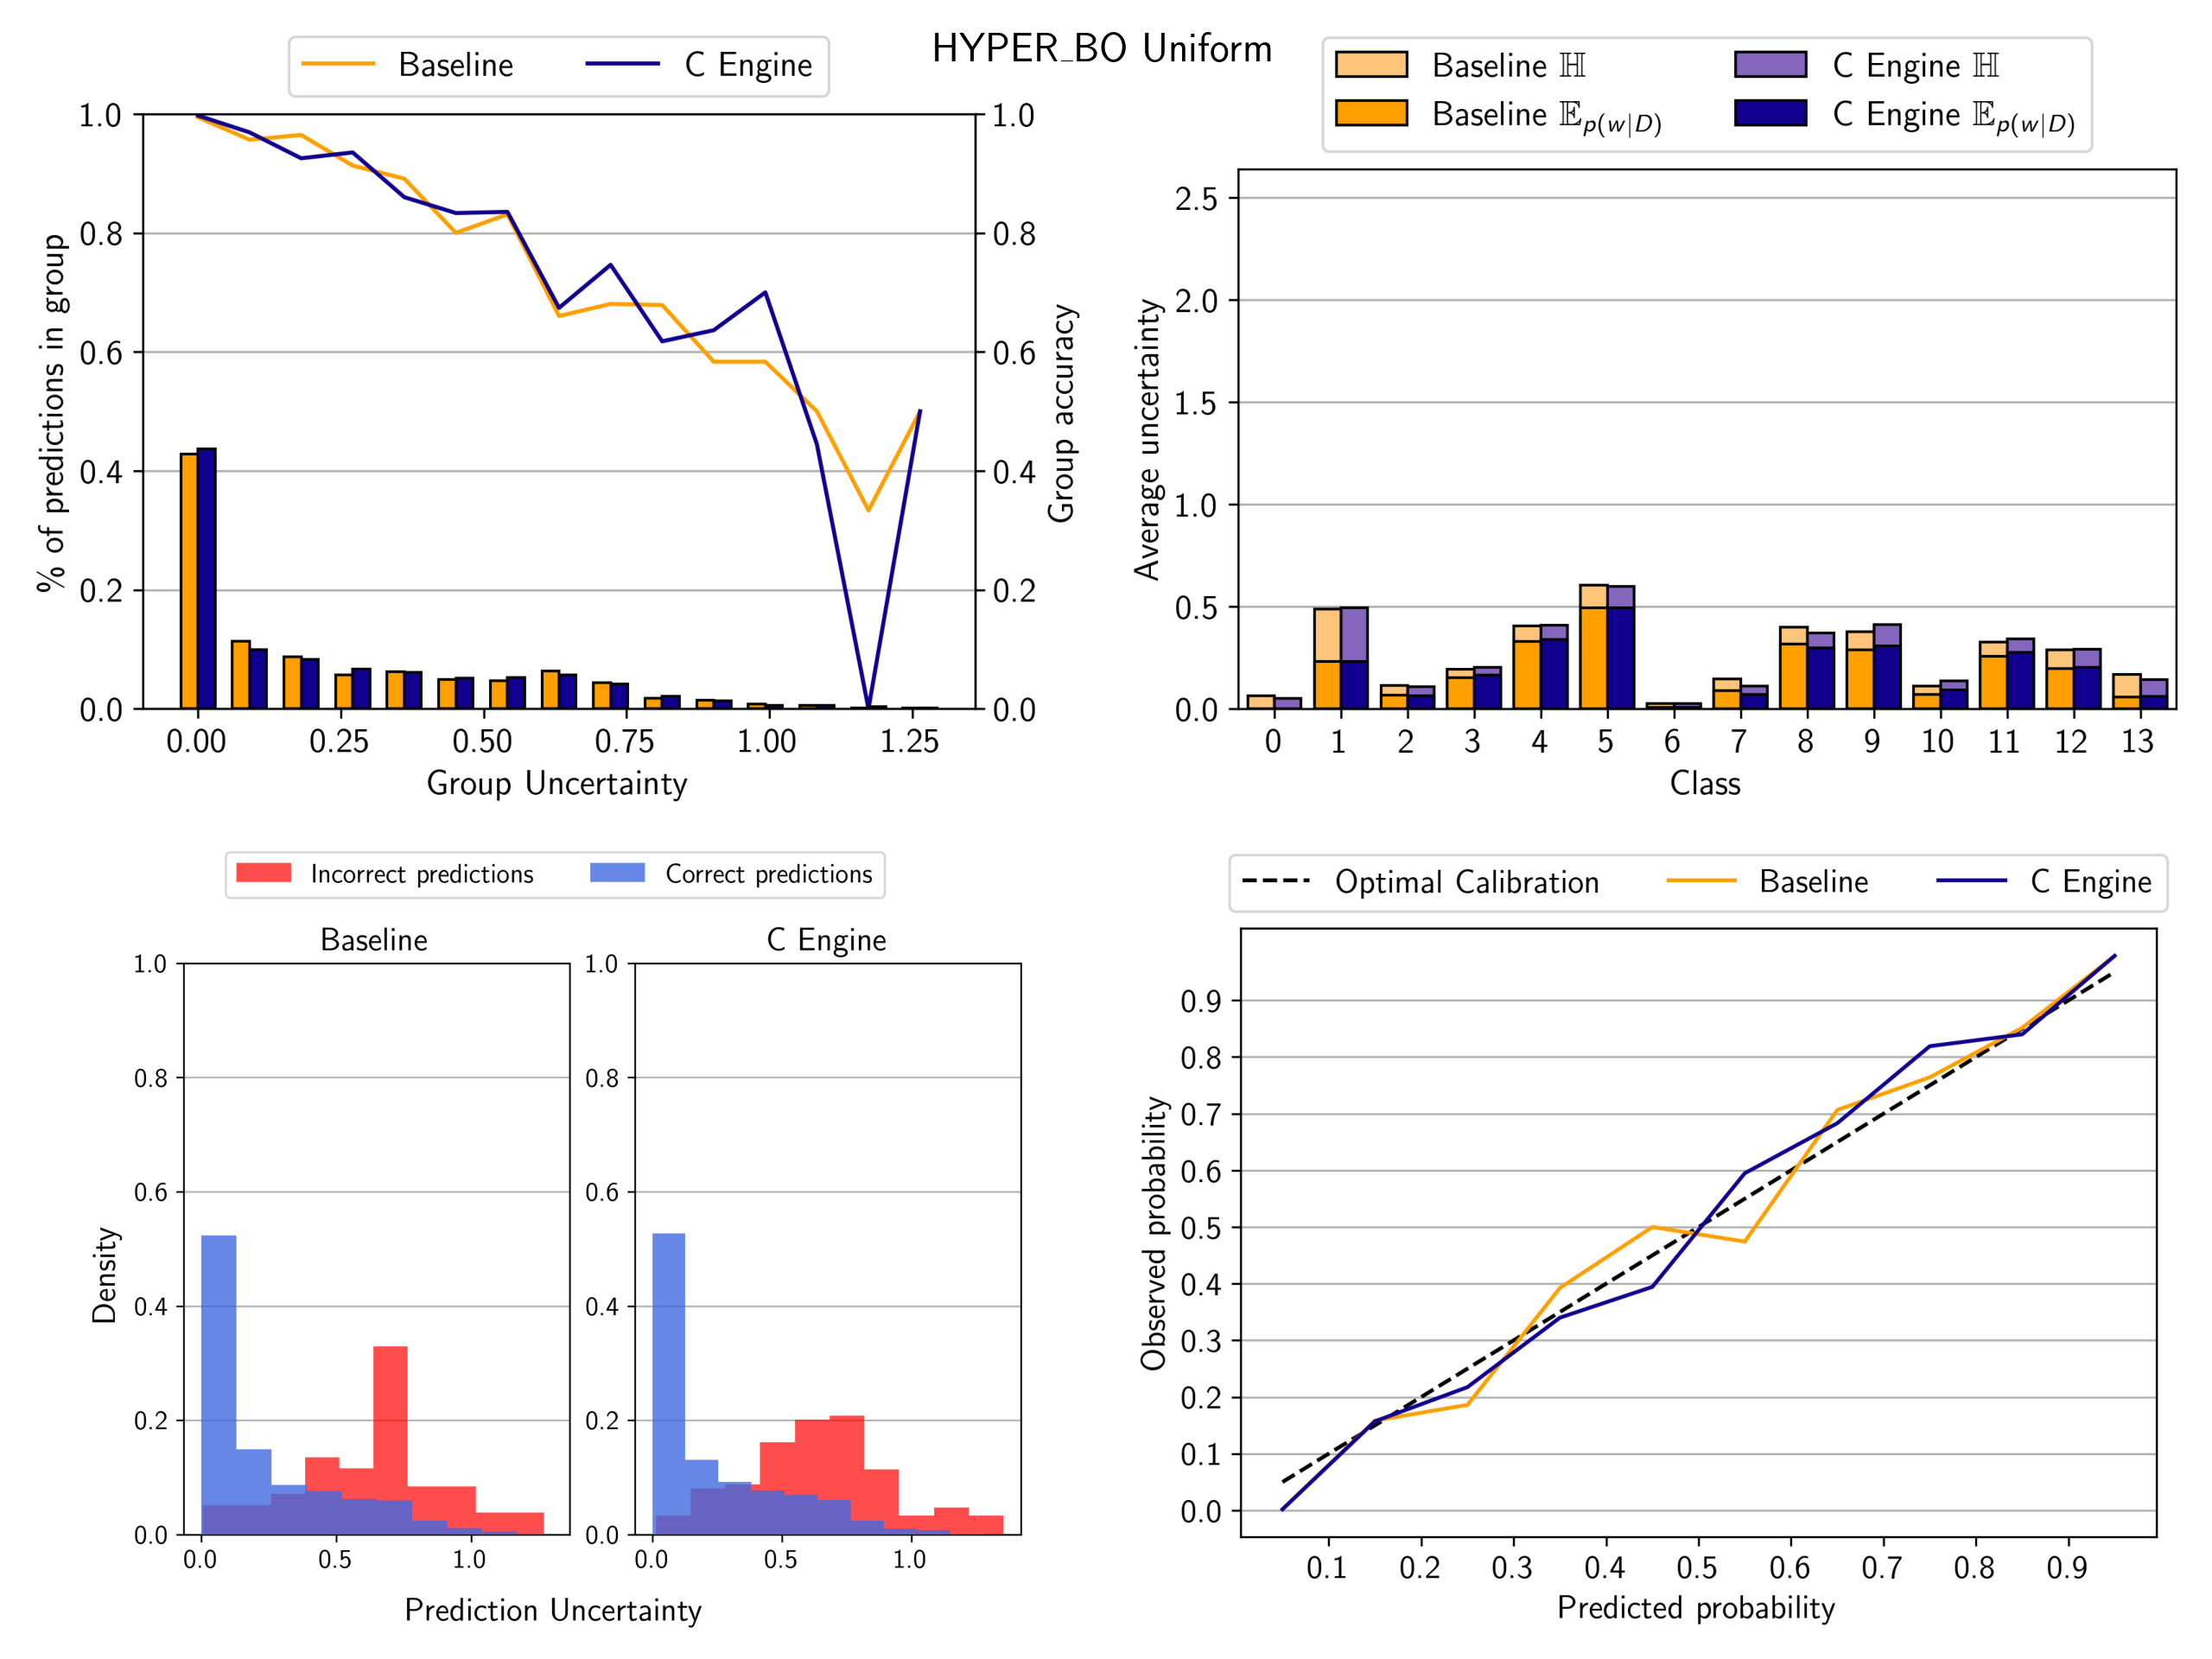 HYPER_BO Uniform
Baseline C Engine
1.0 0.8 0.6 0.4 0.2 0.0
% of predictions in group
1.0 0.8 0.6 0.4 0.2 0.0
Group accuracy
0.00 0.25 0.50 0.75 1.00 1.25
Group Uncertainty
Baseline ℍ C Engine ℍ
Baseline 𝔼p(w|D) C Engine 𝔼p(w|D)
2.5 2.0 1.5 1.0 0.5 0.0
Average uncertainty
0 1 2 3 4 5 6 7 8 9 10 11 12 13
Class
Incorrect predictions Correct predictions
Baseline
1.0 0.8 0.6 0.4 0.2 0.0
Density
0.0 0.5 1.0
C Engine
1.0 0.8 0.6 0.4 0.2 0.0
0.0 0.5 1.0
Prediction Uncertainty
Optimal Calibration Baseline C Engine
0.9 0.8 0.7 0.6 0.5 0.4 0.3 0.2 0.1 0.0
Observed probability
0.1 0.2 0.3 0.4 0.5 0.6 0.7 0.8 0.9
Predicted probability